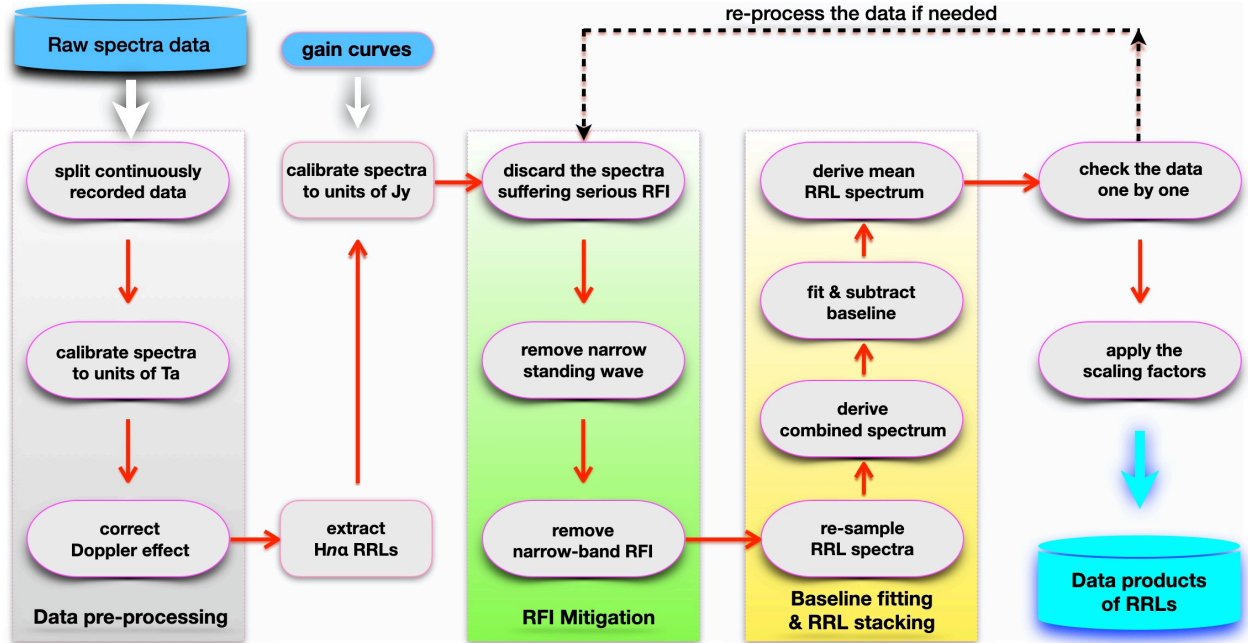 re-process the data if needed
Raw spectra data
gain curves
split continuously
recorded data
calibrate spectra
to units of Ta
correct
Doppler effect
Data pre-processing
calibrate spectra
to units of Jy
extract
Hnα RRLs
discard the spectra
suffering serious RFI
remove narrow
standing wave
remove
narrow-band RFI
RFI Mitigation
derive mean
RRL spectrum
fit & subtract
baseline
derive
combined spectrum
re-sample
RRL spectra
Baseline fitting
& RRL stacking
check the data
one by one
apply the
scaling factors
Data products
of RRLs